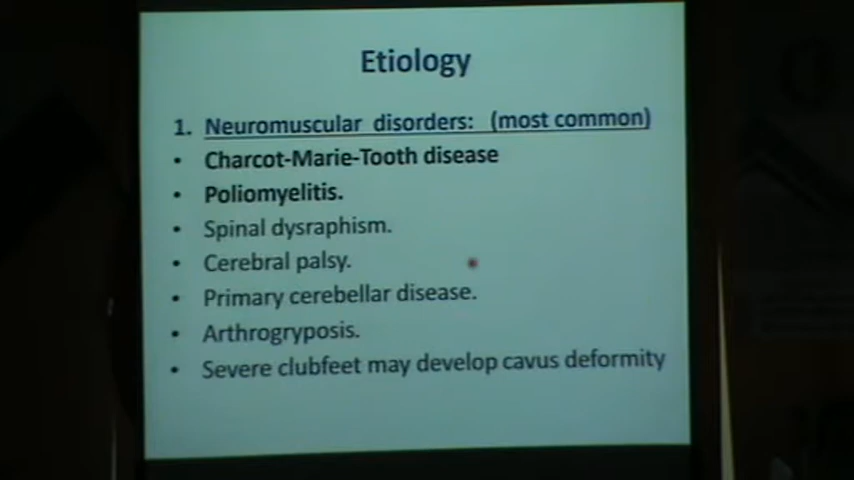 Etiology
1. Neuromuscular disorders: (most common)
• Charcot-Marie-Tooth disease
• Poliomyelitis.
• Spinal dysraphism.
• Cerebral palsy.
• Primary cerebellar disease.
• Arthrogryposis.
• Severe clubfeet may develop cavus deformity